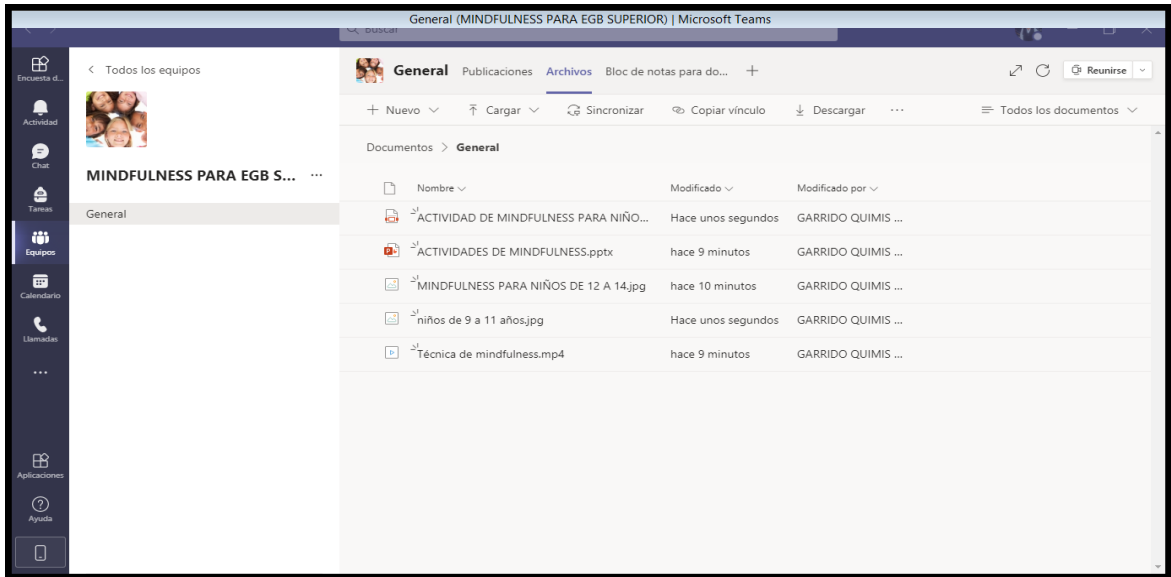 General (MINDFULNESS PARA EGB SUPERIOR) | Microsoft Teams
Buscar
Encuesta d...
Actividad
Chat
Tareas
Equipos
Calendario
Llamadas
...
Aplicaciones
Ayuda
< Todos los equipos
MINDFULNESS PARA EGB S... ...
General
General Publicaciones Archivos Bloc de notas para do... +
Reunirse
+ Nuevo Cargar Sincronizar Copiar vínculo Descargar ... Todos los documentos
Documentos > General
Nombre Modificado Modificado por
ACTIVIDAD DE MINDFULNESS PARA NIÑO... Hace unos segundos GARRIDO QUIMIS ...
ACTIVIDADES DE MINDFULNESS.pptx hace 9 minutos GARRIDO QUIMIS ...
MINDFULNESS PARA NIÑOS DE 12 A 14.jpg hace 10 minutos GARRIDO QUIMIS ...
niños de 9 a 11 años.jpg Hace unos segundos GARRIDO QUIMIS ...
Técnica de mindfulness.mp4 hace 9 minutos GARRIDO QUIMIS ...